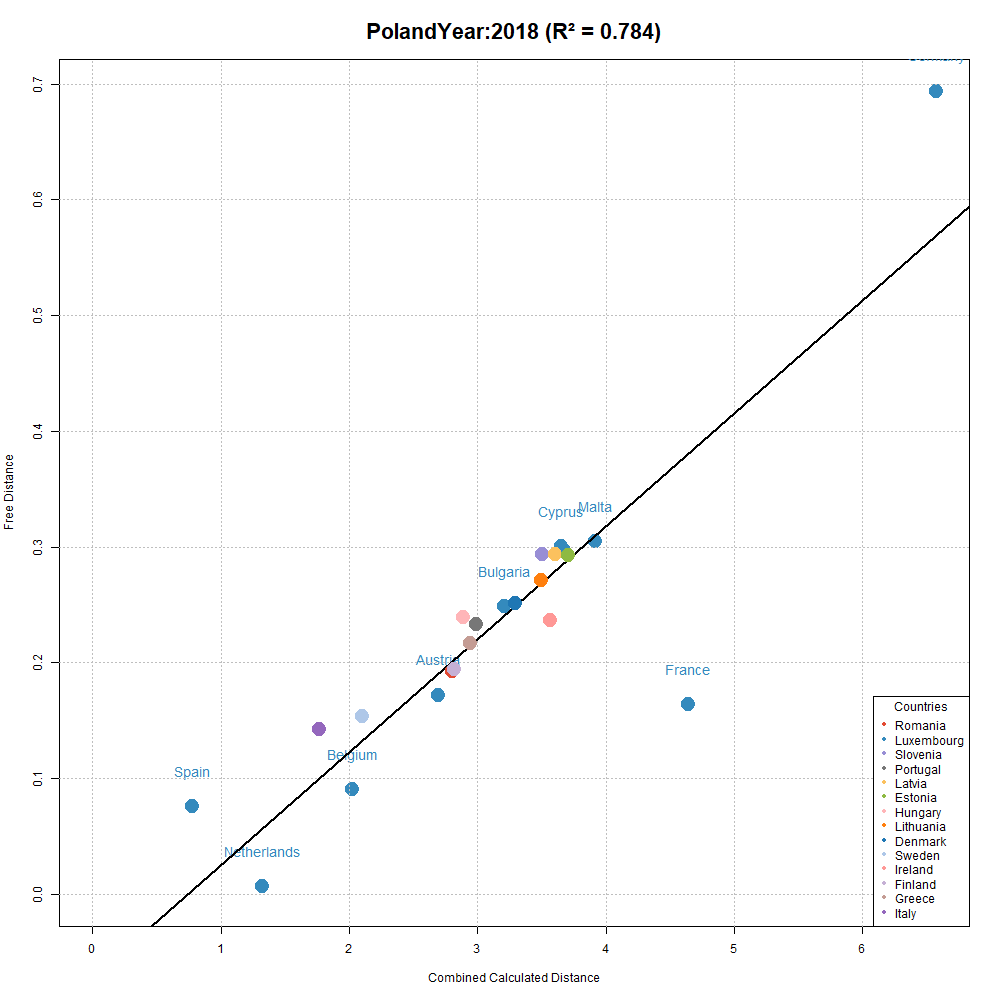 PolandYear:2018 (R² = 0.784)
0.7
0.6
0.5
0.4
0.3
0.2
0.1
0.0
Free Distance
Malta
Cyprus
Bulgaria
Austria
France
Belgium
Spain
Netherlands
Countries
Romania
Luxembourg
Slovenia
Portugal
Latvia
Estonia
Hungary
Lithuania
Denmark
Sweden
Ireland
Finland
Greece
Italy
0 1 2 3 4 5 6
Combined Calculated Distance